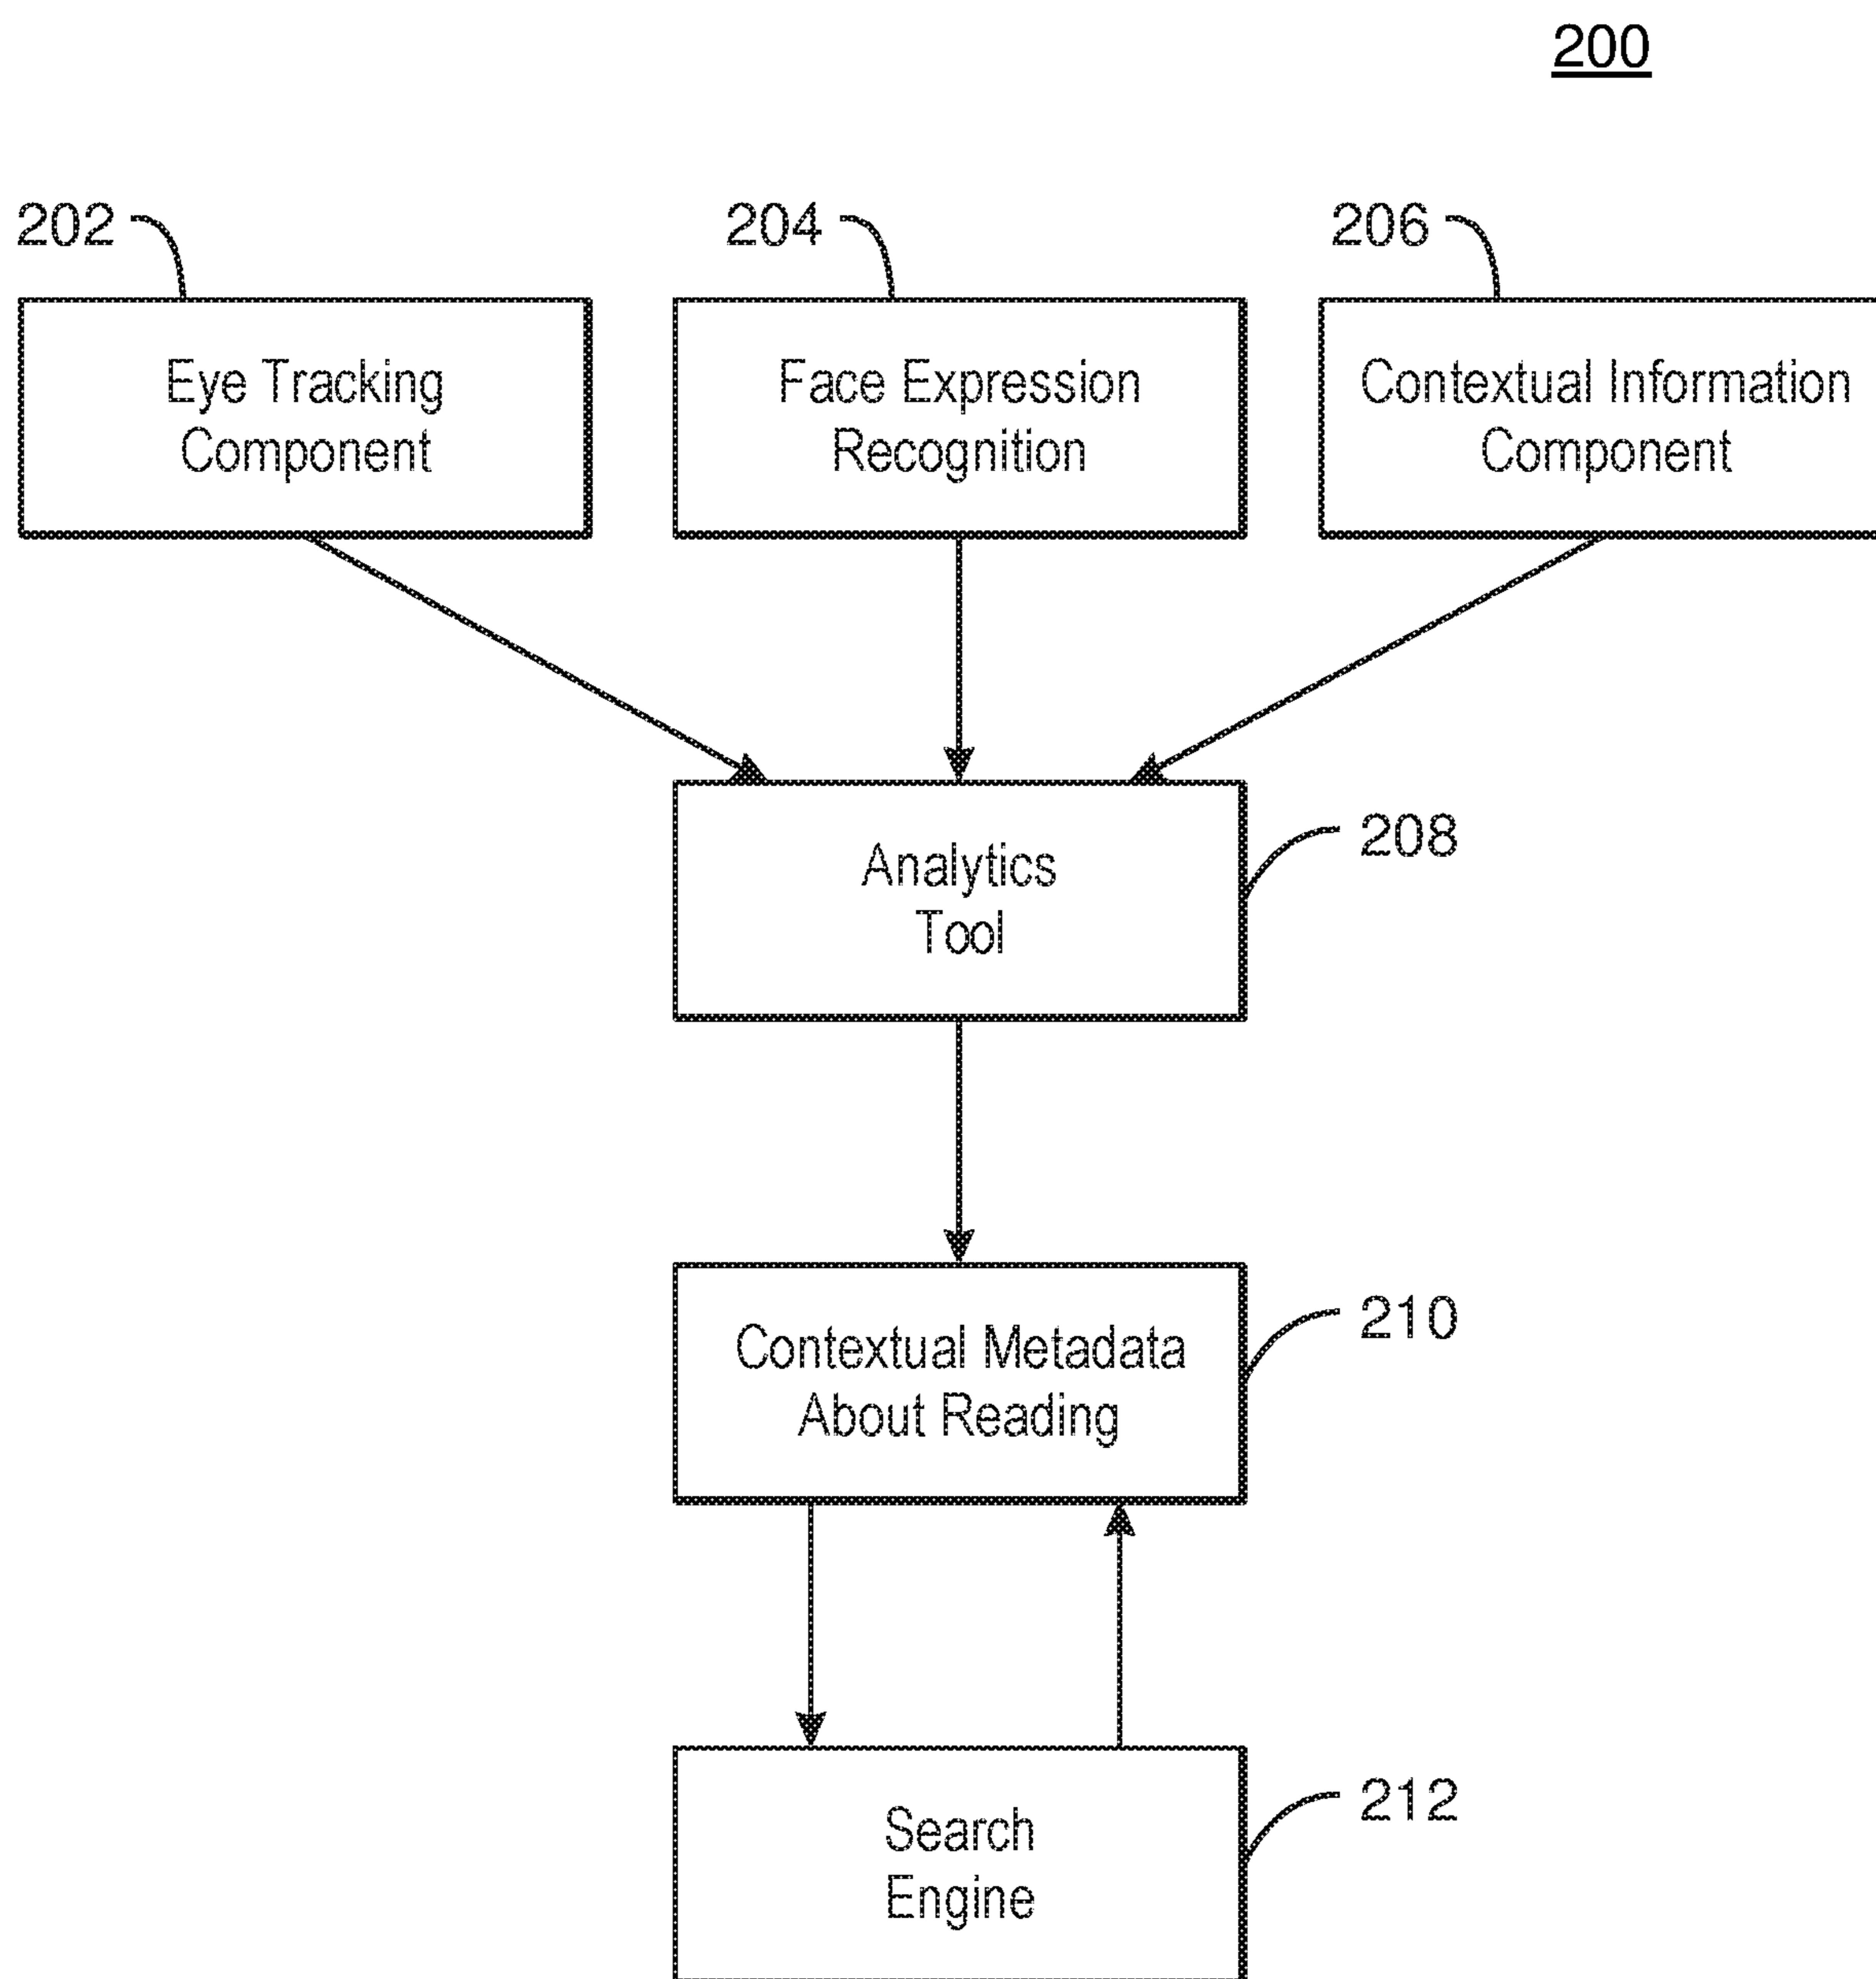 200
202
204
206
Eye Tracking
Component
Face Expression
Recognition
Contextual Information
Component
Analytics
Tool
208
Contextual Metadata
About Reading
210
Search
Engine
212